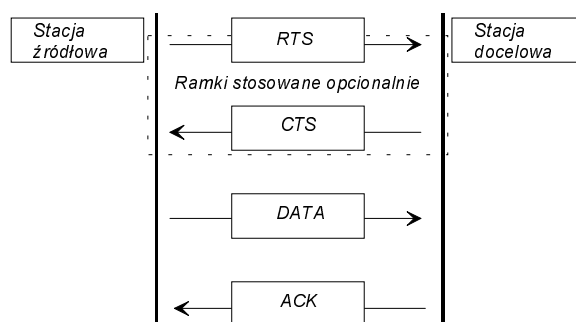 Stacja
źródłowa
RTS
Stacja
docelowa
Ramki stosowane opcjonalnie
CTS
DATA
ACK